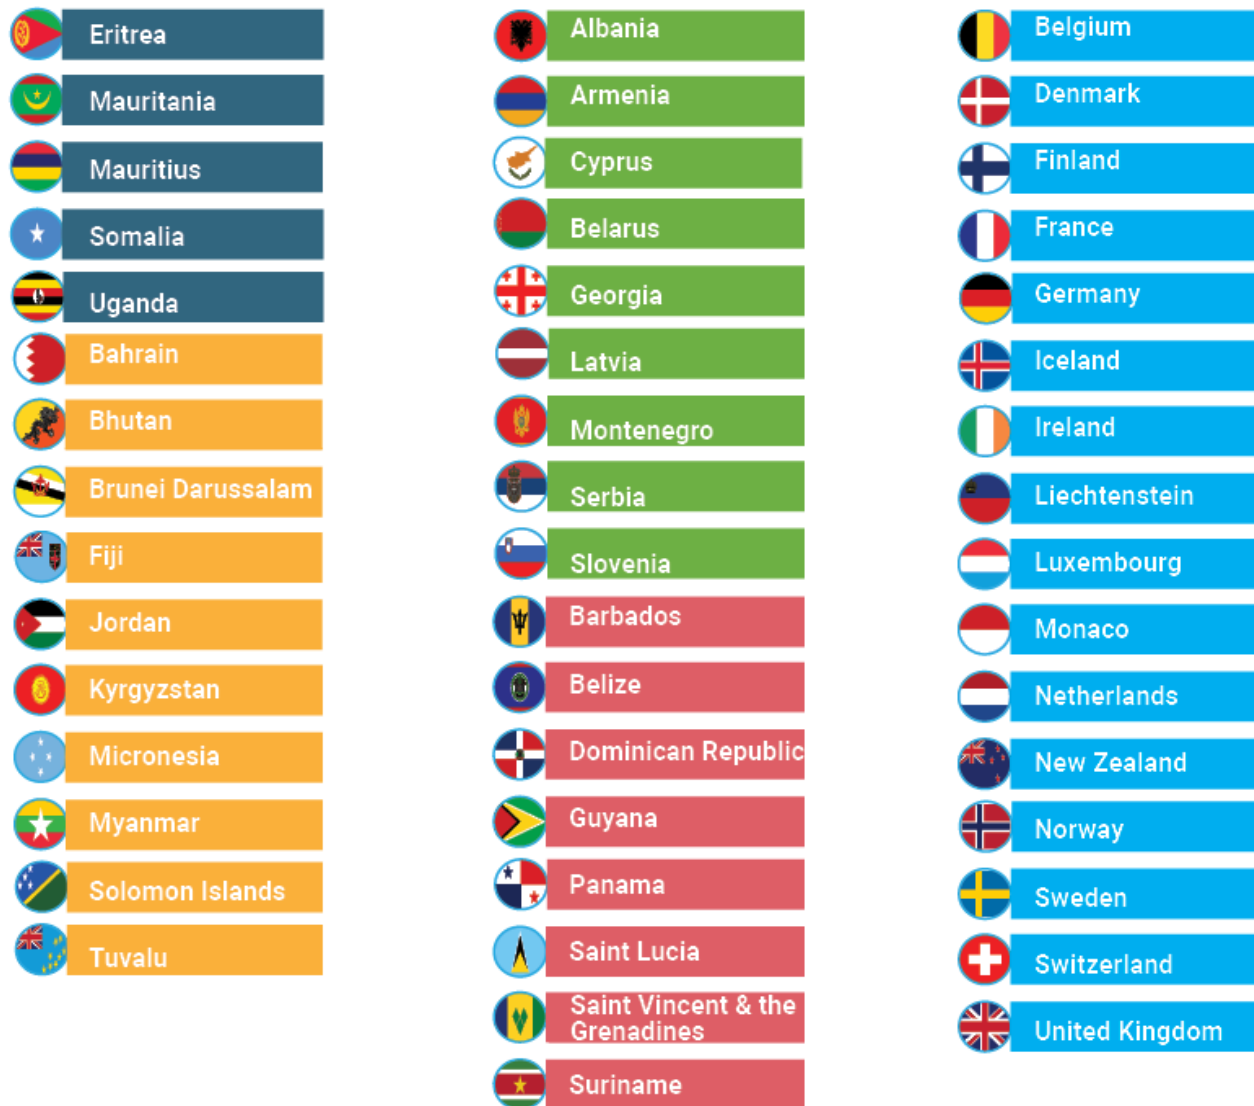 Eritrea
Mauritania
Mauritius
Somalia
Uganda
Bahrain
Bhutan
Brunei Darussalam
Fiji
Jordan
Kyrgyzstan
Micronesia
Myanmar
Solomon Islands
Tuvalu
Albania
Armenia
Cyprus
Belarus
Georgia
Latvia
Montenegro
Serbia
Slovenia
Barbados
Belize
Dominican Republic
Guyana
Panama
Saint Lucia
Saint Vincent & the
Grenadines
Suriname
Belgium
Denmark
Finland
France
Germany
Iceland
Ireland
Liechtenstein
Luxembourg
Monaco
Netherlands
New Zealand
Norway
Sweden
Switzerland
United Kingdom